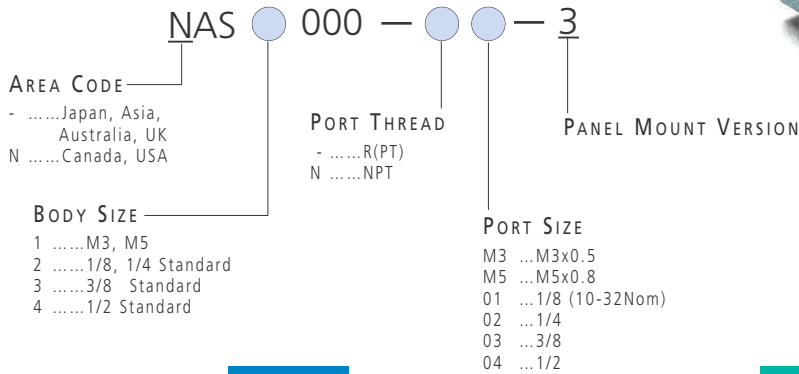 NAS 000 — — 3
AREA CODE
- ......Japan, Asia,
Australia, UK
N ......Canada, USA
PORT THREAD
- ......R(PT)
N ......NPT
PANEL MOUNT VERSION
BODY SIZE
1 ......M3, M5
2 ......1/8, 1/4 Standard
3 ......3/8 Standard
4 ......1/2 Standard
PORT SIZE
M3 ...M3x0.5
M5 ...M5x0.8
01 ...1/8 (10-32Nom)
02 ...1/4
03 ...3/8
04 ...1/2